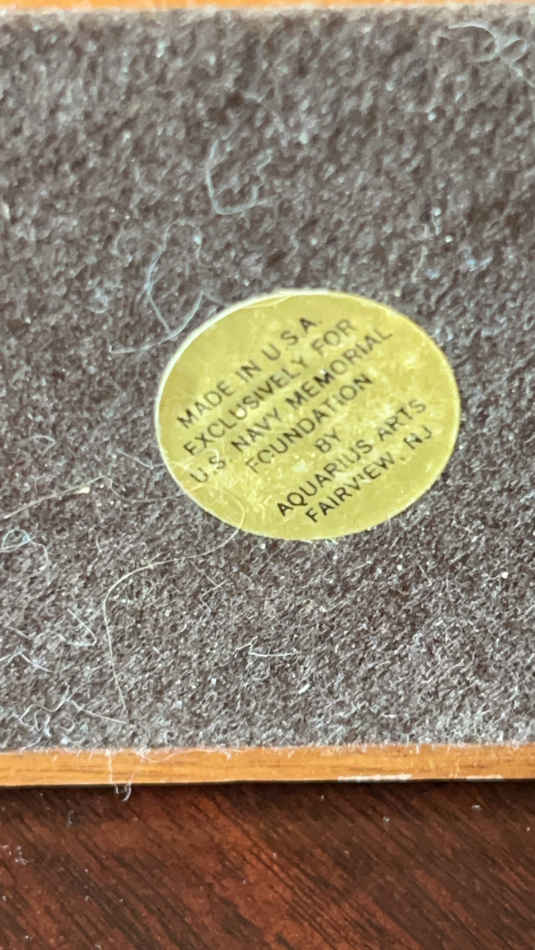 MADE IN U.S.A.
EXCLUSIVELY FOR
U.S. NAVY MEMORIAL
FOUNDATION
BY
AQUARIUS ARTS
FAIRVIEW, NJ